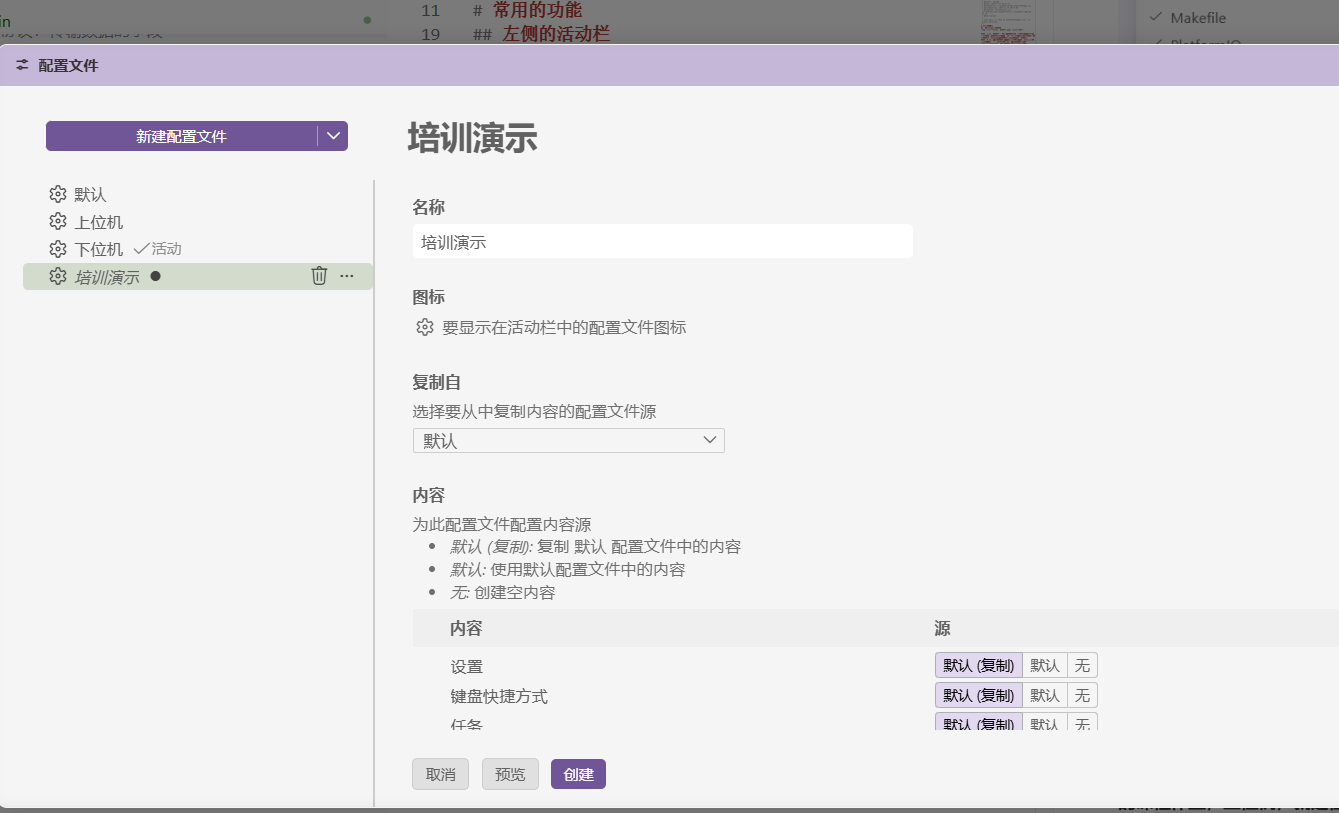 in
11 # 常用的功能
19 ## 左侧的活动栏
Makefile
PlatformIO
配置文件
新建配置文件
默认
上位机
下位机 活动
培训演示
培训演示
名称
培训演示
图标
要显示在活动栏中的配置文件图标
复制自
选择要从中复制内容的配置文件源
默认
内容
为此配置文件配置内容源
• 默认 (复制): 复制 默认 配置文件中的内容
• 默认: 使用默认配置文件中的内容
• 无: 创建空内容
内容 源
设置 默认 (复制) 默认 无
键盘快捷方式 默认 (复制) 默认 无
任务 默认 (复制) 默认 无
取消 预览 创建